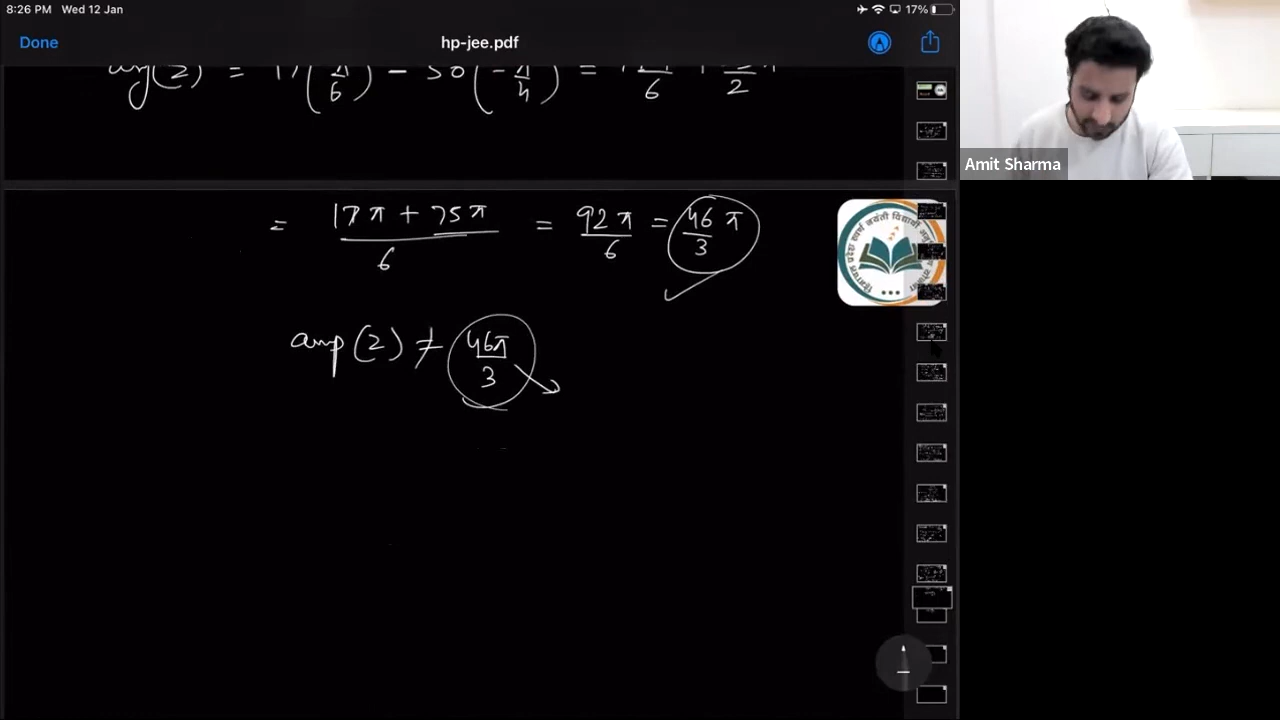 8:26 PM Wed 12 Jan 17%
Done hp-jee.pdf
= 17π + 75π / 6 = 92π / 6 = 46/3 π
amp(z) ≠ 46π / 3
Amit Sharma